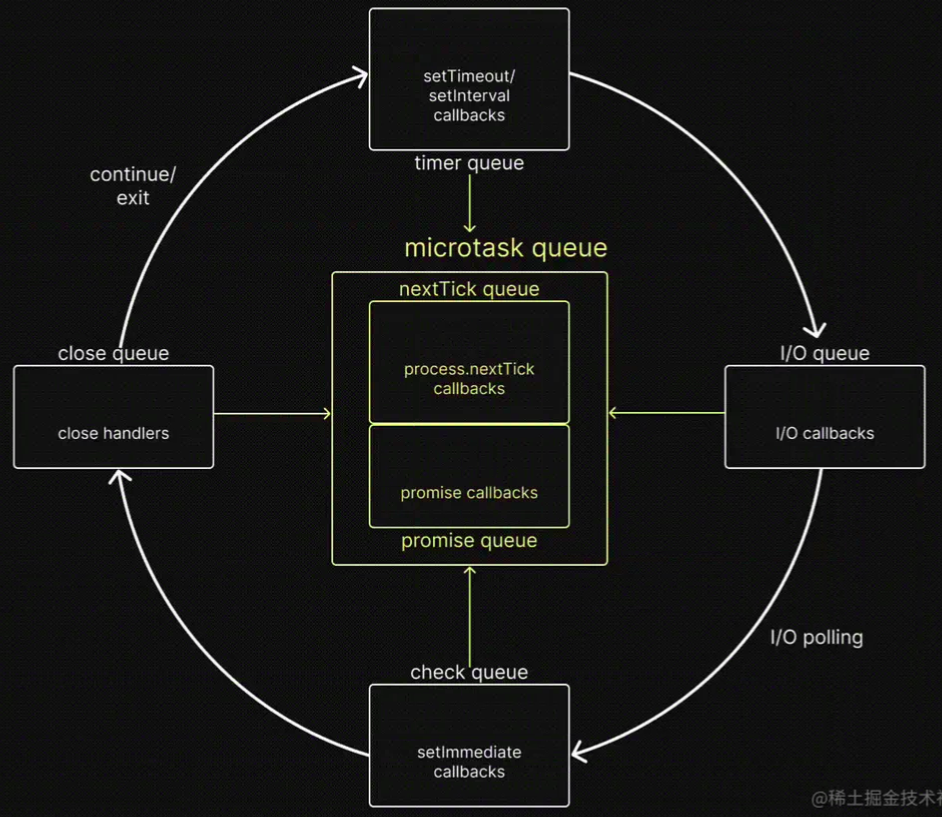 setTimeout/
setInterval
callbacks
timer queue
continue/
exit
microtask queue
nextTick queue
process.nextTick
callbacks
promise callbacks
promise queue
close queue
close handlers
I/O queue
I/O callbacks
I/O polling
check queue
setImmediate
callbacks
@稀土掘金技术社